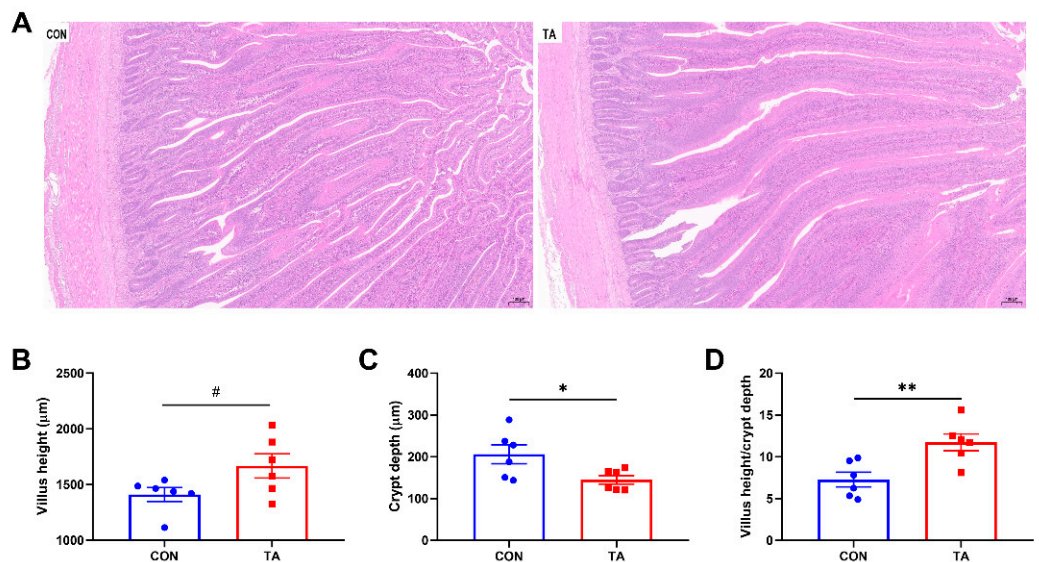 A
CON
TA
B
Villus height (μm)
2500
2000
1500
1000
#
CON
TA
C
Crypt depth (μm)
400
300
200
100
0
*
CON
TA
D
Villus height/crypt depth
20
15
10
5
0
**
CON
TA